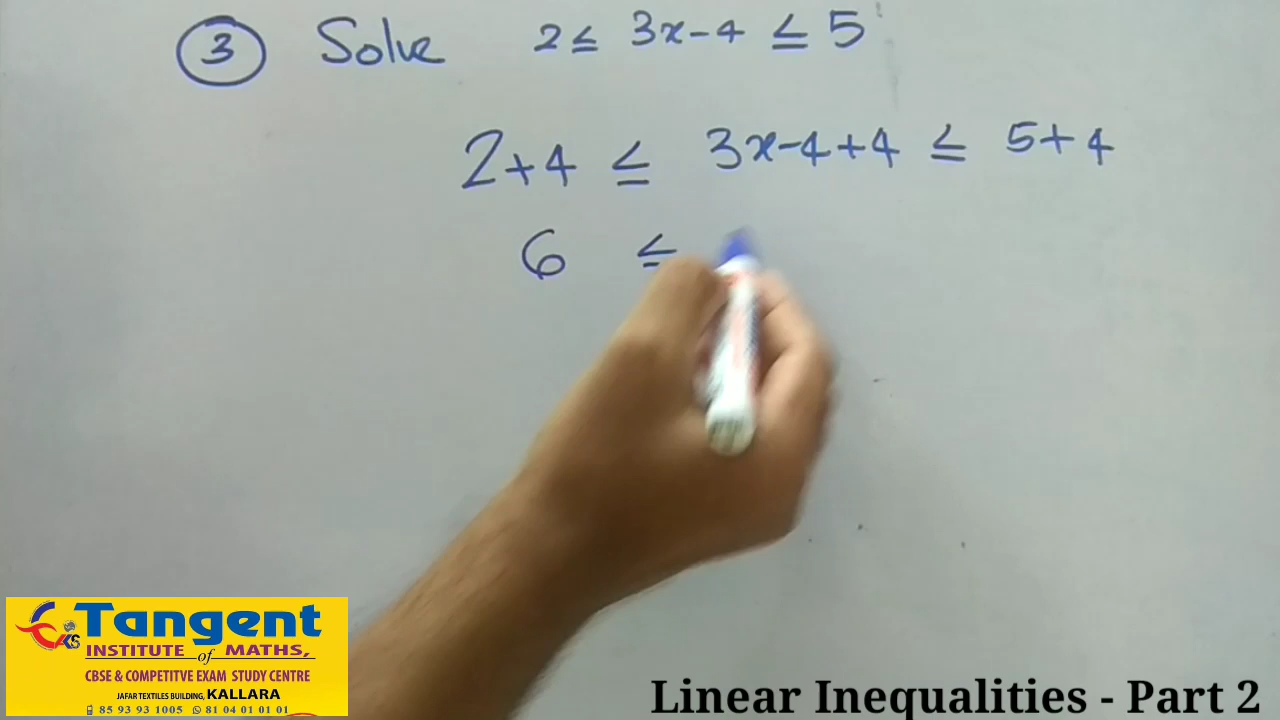 3 Solve 2 ≤ 3x-4 ≤ 5
2+4 ≤ 3x-4+4 ≤ 5+4
6 ≤
Tangent
INSTITUTE of MATHS,
CBSE & COMPETITVE EXAM STUDY CENTRE
JAFAR TEXTILES BUILDING, KALLARA
85 93 93 1005 81 04 01 01 01
Linear Inequalities - Part 2